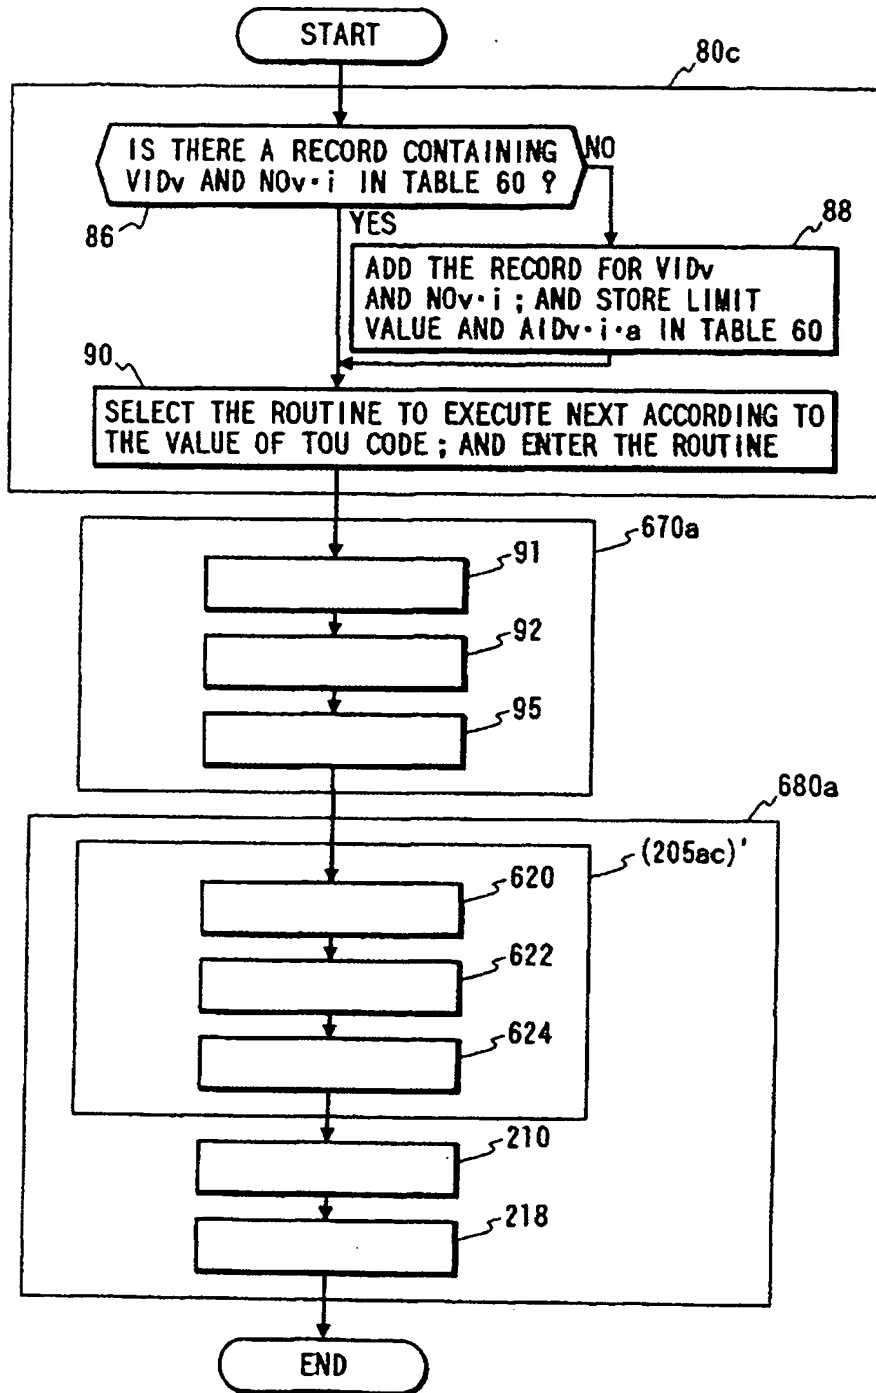 START
80c
IS THERE A RECORD CONTAINING
VIDv AND NOv·i IN TABLE 60 ?
NO
86
YES
88
ADD THE RECORD FOR VIDv
AND NOv·i ; AND STORE LIMIT
VALUE AND AIDv·i·a IN TABLE 60
90
SELECT THE ROUTINE TO EXECUTE NEXT ACCORDING TO
THE VALUE OF TOU CODE ; AND ENTER THE ROUTINE
670a
91
92
95
680a
(205ac)'
620
622
624
210
218
END